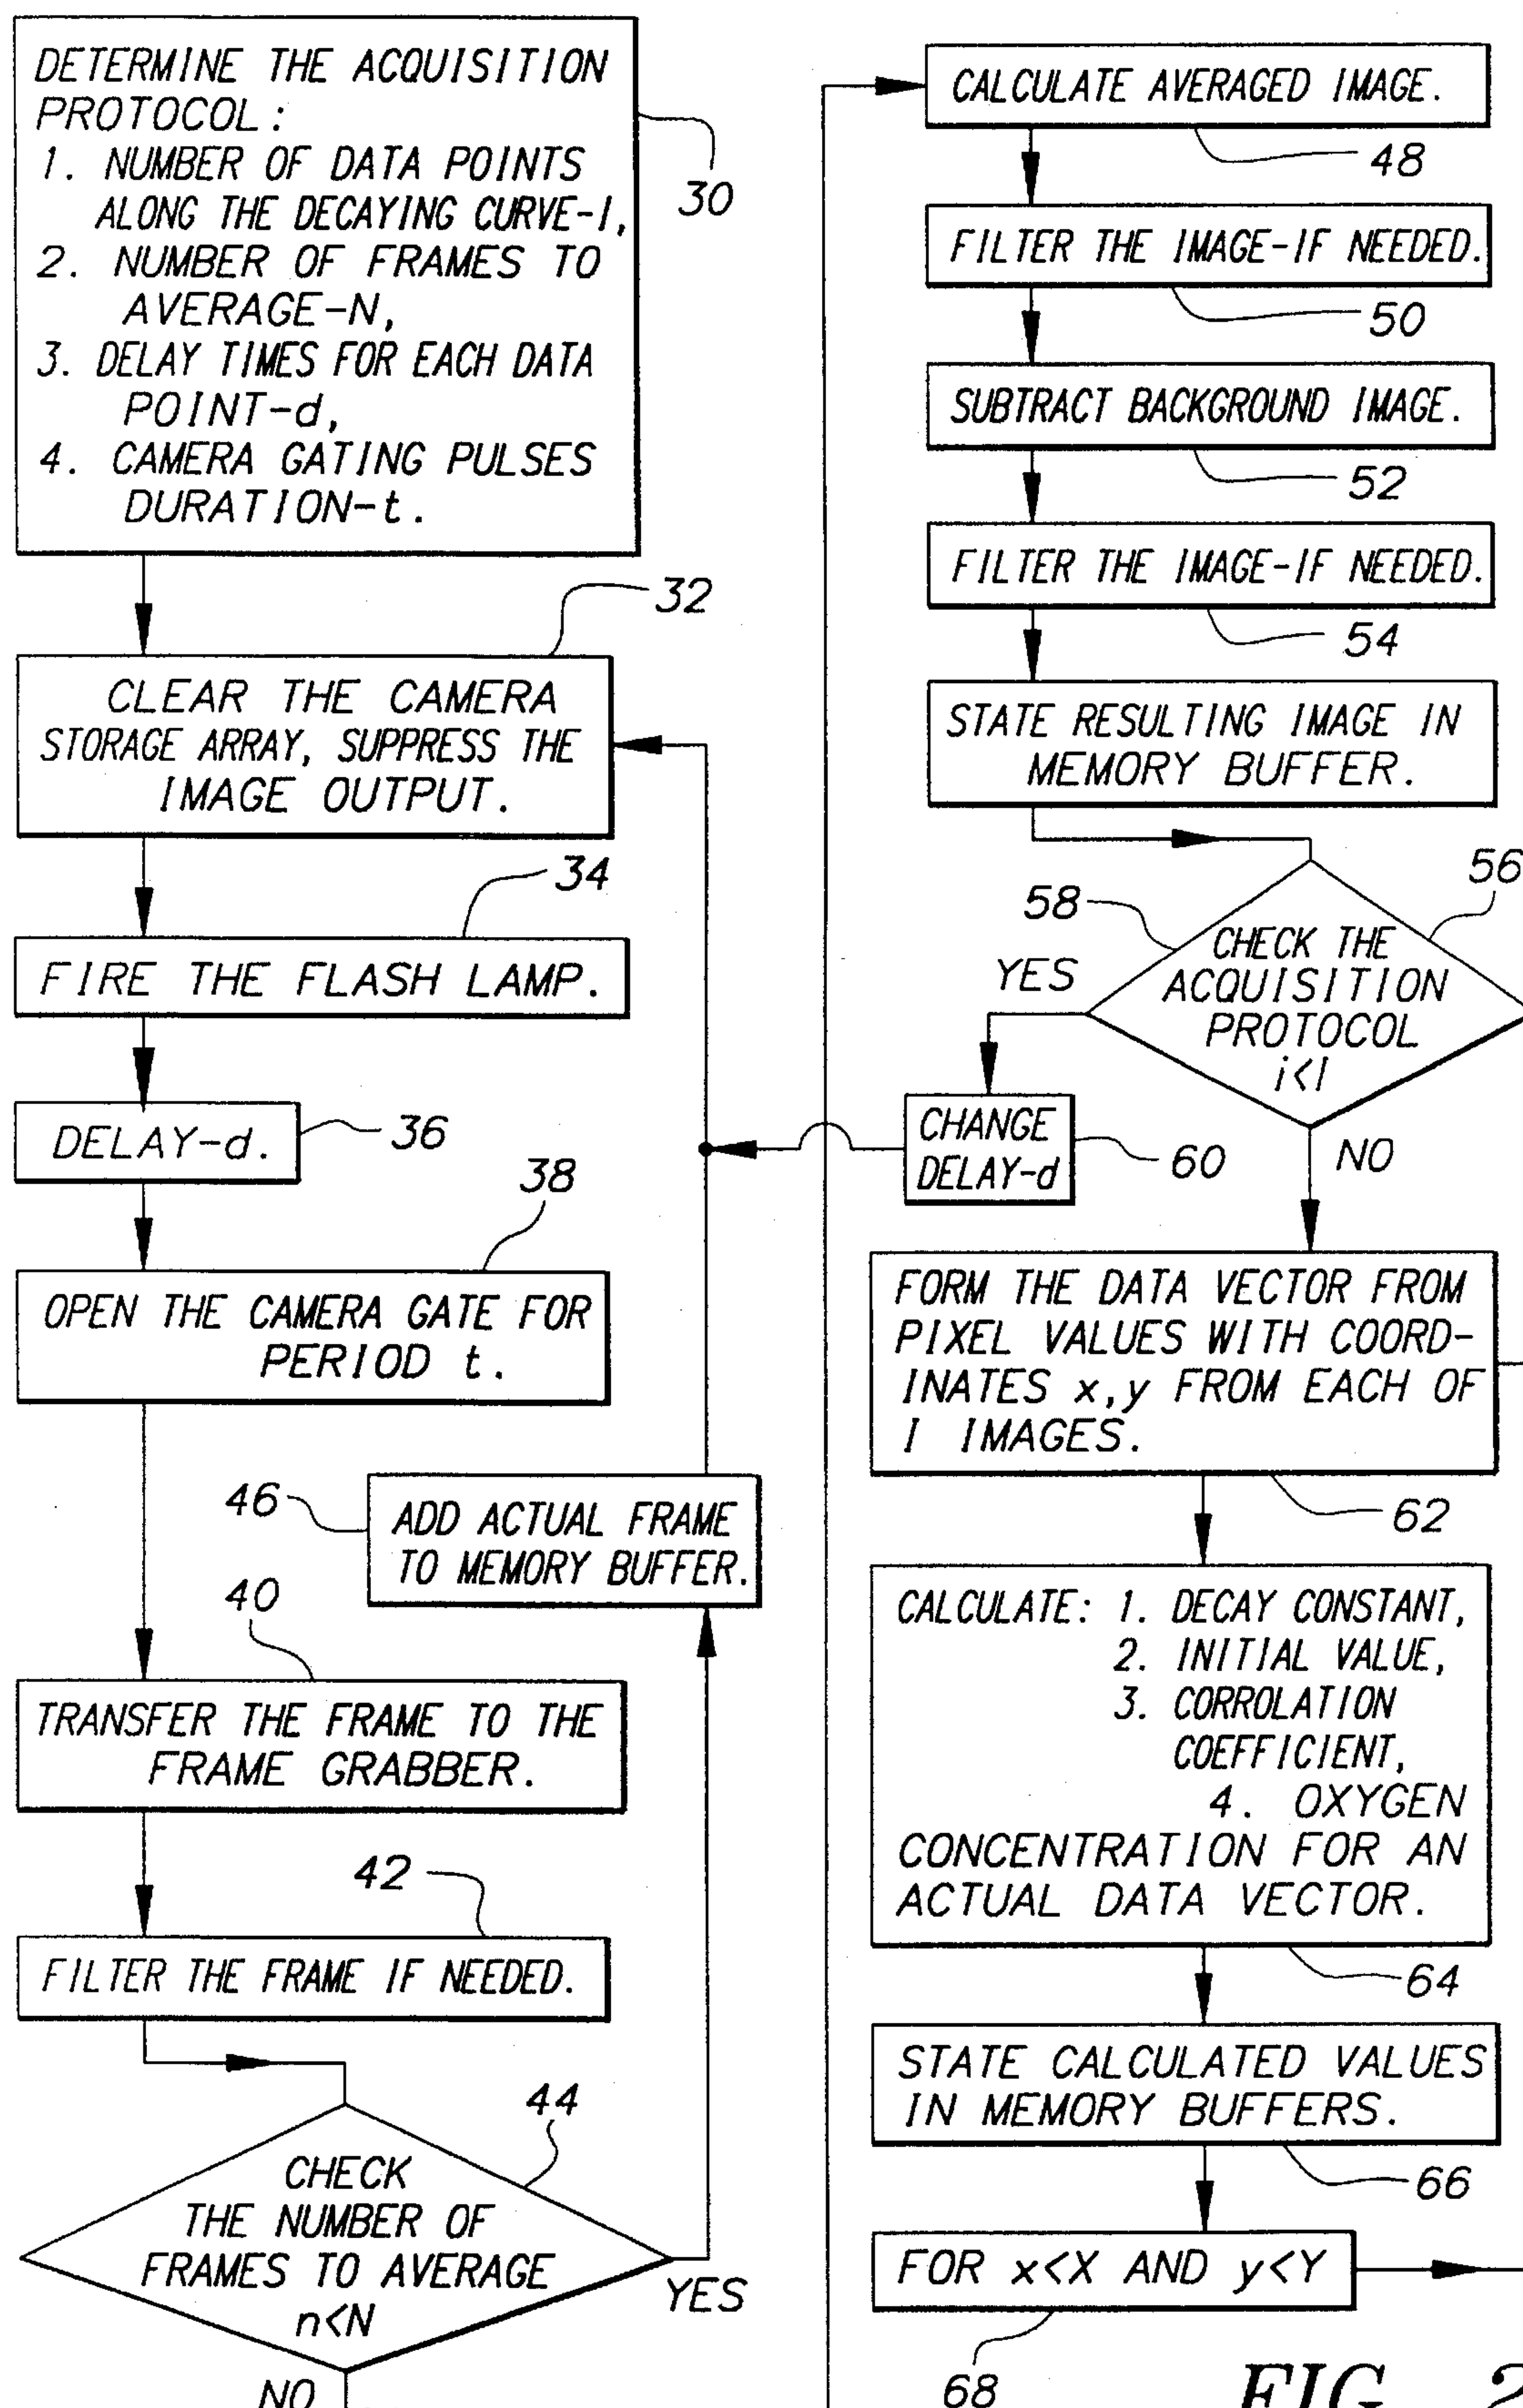 DETERMINE THE ACQUISITION
PROTOCOL:
1. NUMBER OF DATA POINTS
ALONG THE DECAYING CURVE-I,
2. NUMBER OF FRAMES TO
AVERAGE-N,
3. DELAY TIMES FOR EACH DATA
POINT-d,
4. CAMERA GATING PULSES
DURATION-t.
30
32
CLEAR THE CAMERA
STORAGE ARRAY, SUPPRESS THE
IMAGE OUTPUT.
34
FIRE THE FLASH LAMP.
DELAY-d.
36
38
OPEN THE CAMERA GATE FOR
PERIOD t.
46
ADD ACTUAL FRAME
TO MEMORY BUFFER.
40
TRANSFER THE FRAME TO THE
FRAME GRABBER.
42
FILTER THE FRAME IF NEEDED.
44
CHECK
THE NUMBER OF
FRAMES TO AVERAGE
n<N
YES
NO
CALCULATE AVERAGED IMAGE.
48
FILTER THE IMAGE-IF NEEDED.
50
SUBTRACT BACKGROUND IMAGE.
52
FILTER THE IMAGE-IF NEEDED.
54
STATE RESULTING IMAGE IN
MEMORY BUFFER.
56
58
CHECK THE
ACQUISITION
PROTOCOL
i<I
YES
NO
CHANGE
DELAY-d
60
FORM THE DATA VECTOR FROM
PIXEL VALUES WITH COORD-
INATES x,y FROM EACH OF
I IMAGES.
62
CALCULATE: 1. DECAY CONSTANT,
2. INITIAL VALUE,
3. CORROLATION
COEFFICIENT,
4. OXYGEN
CONCENTRATION FOR AN
ACTUAL DATA VECTOR.
64
STATE CALCULATED VALUES
IN MEMORY BUFFERS.
66
FOR x<X AND y<Y
68
FIG. 2